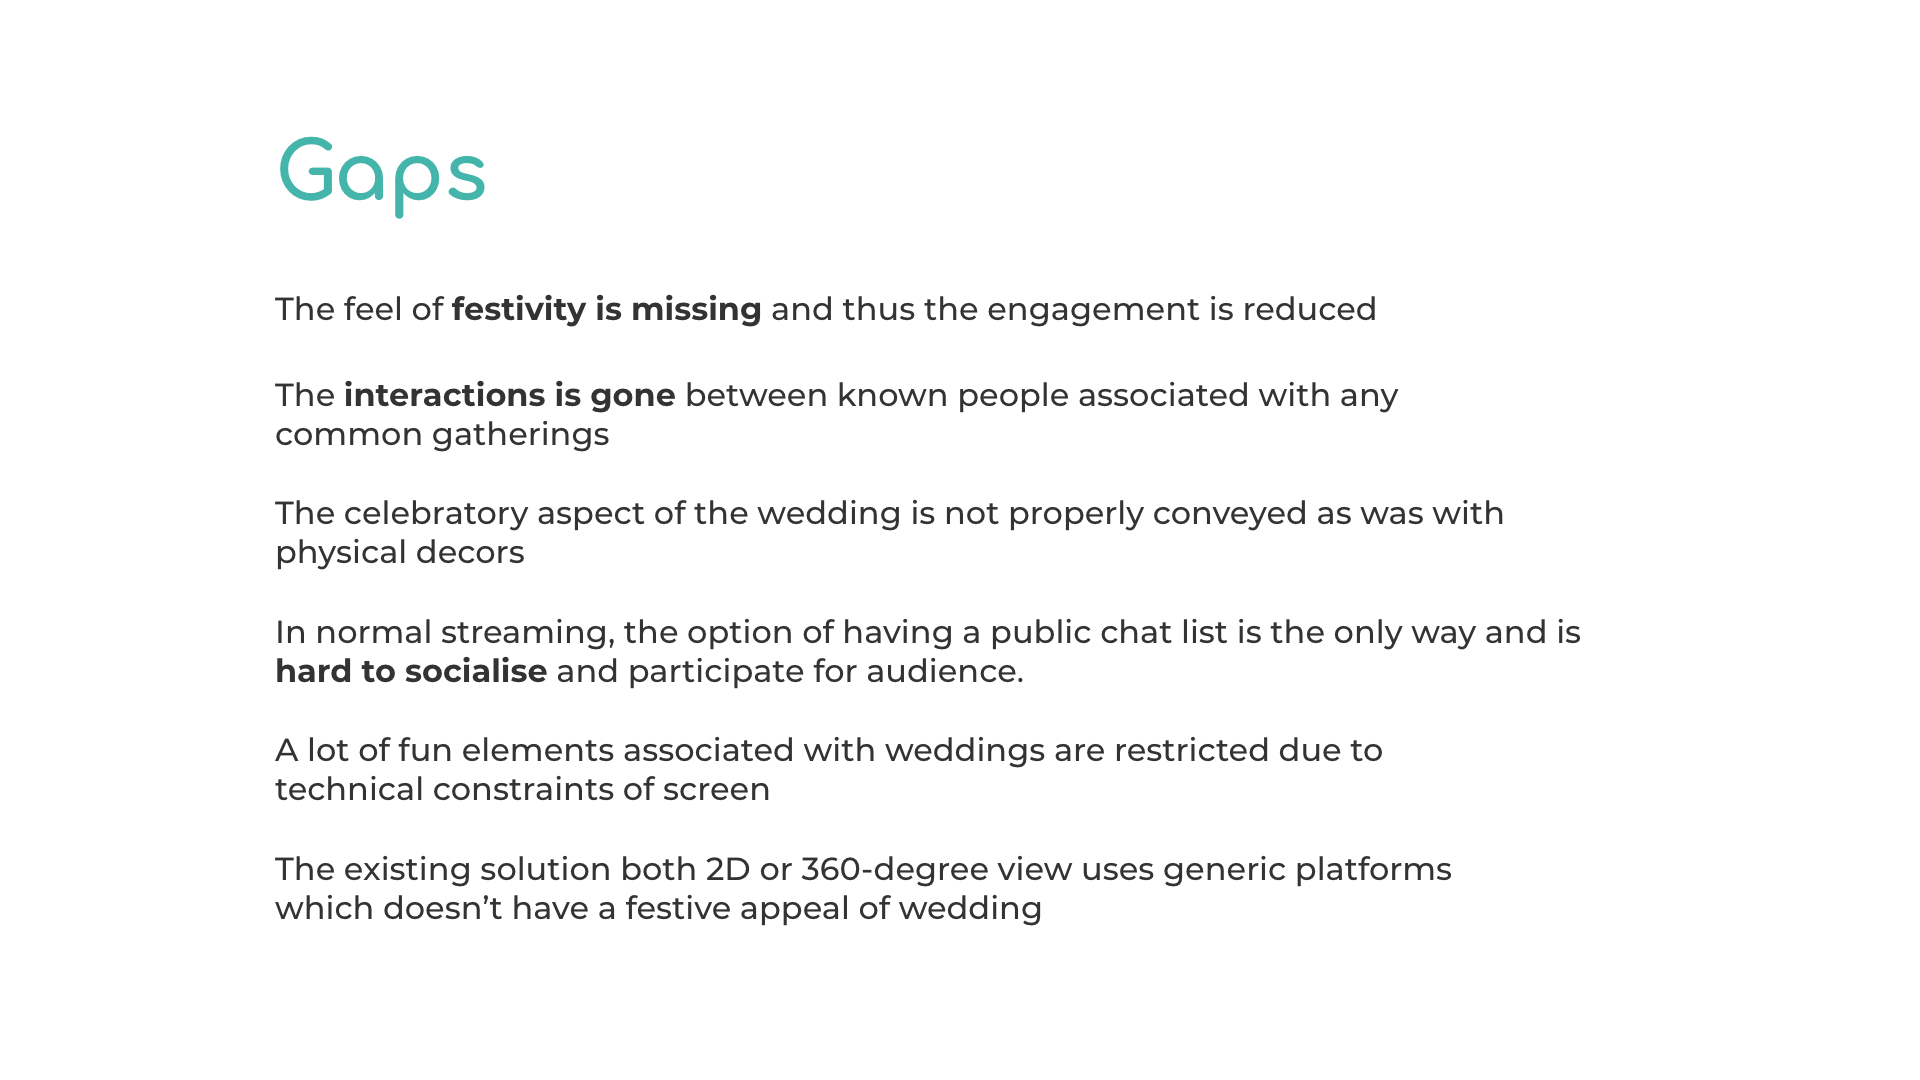 Gaps
The feel of festivity is missing and thus the engagement is reduced
The interactions is gone between known people associated with any
common gatherings
The celebratory aspect of the wedding is not properly conveyed as was with
physical decors
In normal streaming, the option of having a public chat list is the only way and is
hard to socialise and participate for audience.
A lot of fun elements associated with weddings are restricted due to
technical constraints of screen
The existing solution both 2D or 360-degree view uses generic platforms
which doesn’t have a festive appeal of wedding